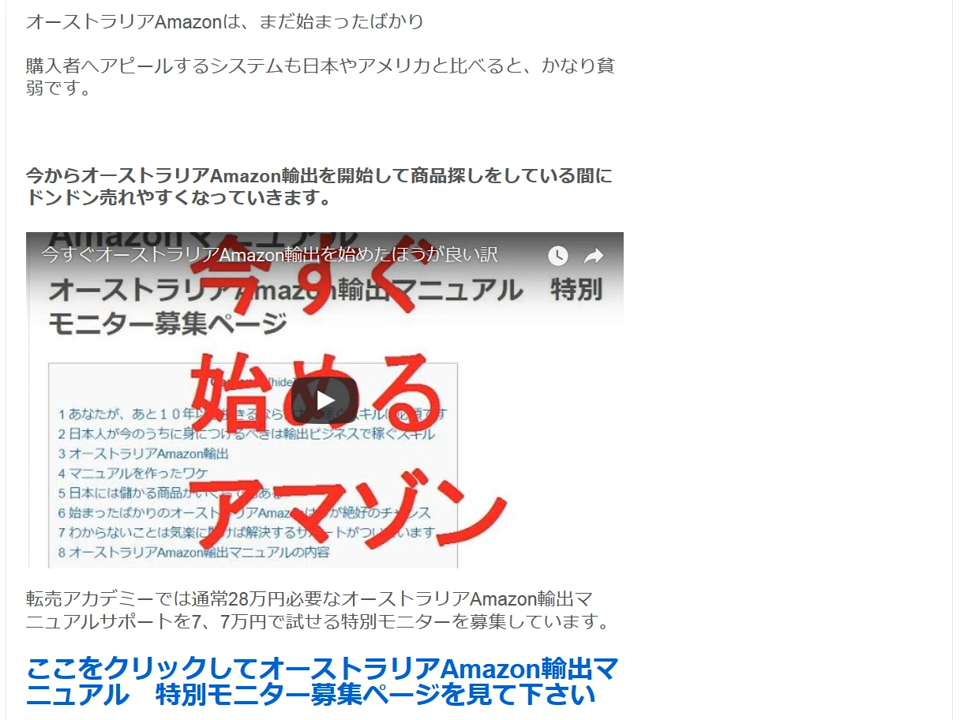 オーストラリアAmazonは、まだ始まったばかり
購入者へアピールするシステムも日本やアメリカと比べると、かなり貧
弱です。
今からオーストラリアAmazon輸出を開始して商品探しをしている間に
ドンドン売れやすくなっていきます。
Amazonマニュアル
今すぐオーストラリアAmazon輸出を始めたほうが良い訳
オーストラリアAmazon輸出マニュアル 特別
モニター募集ページ
今すぐ
始める
アマゾン
[hide]
1 あなたが、あと１０年以
2 日本人が今のうちに身につけるべきは輸出ビジネスで稼ぐスキル
3 オーストラリアAmazon輸出
4 マニュアルを作ったワケ
5 日本には儲かる商品が
6 始まったばかりのオーストラリアAmazonは が絶好のチャンス
7 わからないことは気楽に聞けば解決するサポートがついています
8 オーストラリアAmazon輸出マニュアルの内容
転売アカデミーでは通常28万円必要なオーストラリアAmazon輸出マ
ニュアルサポートを7、7万円で試せる特別モニターを募集しています。
ここをクリックしてオーストラリアAmazon輸出マ
ニュアル 特別モニター募集ページを見て下さい